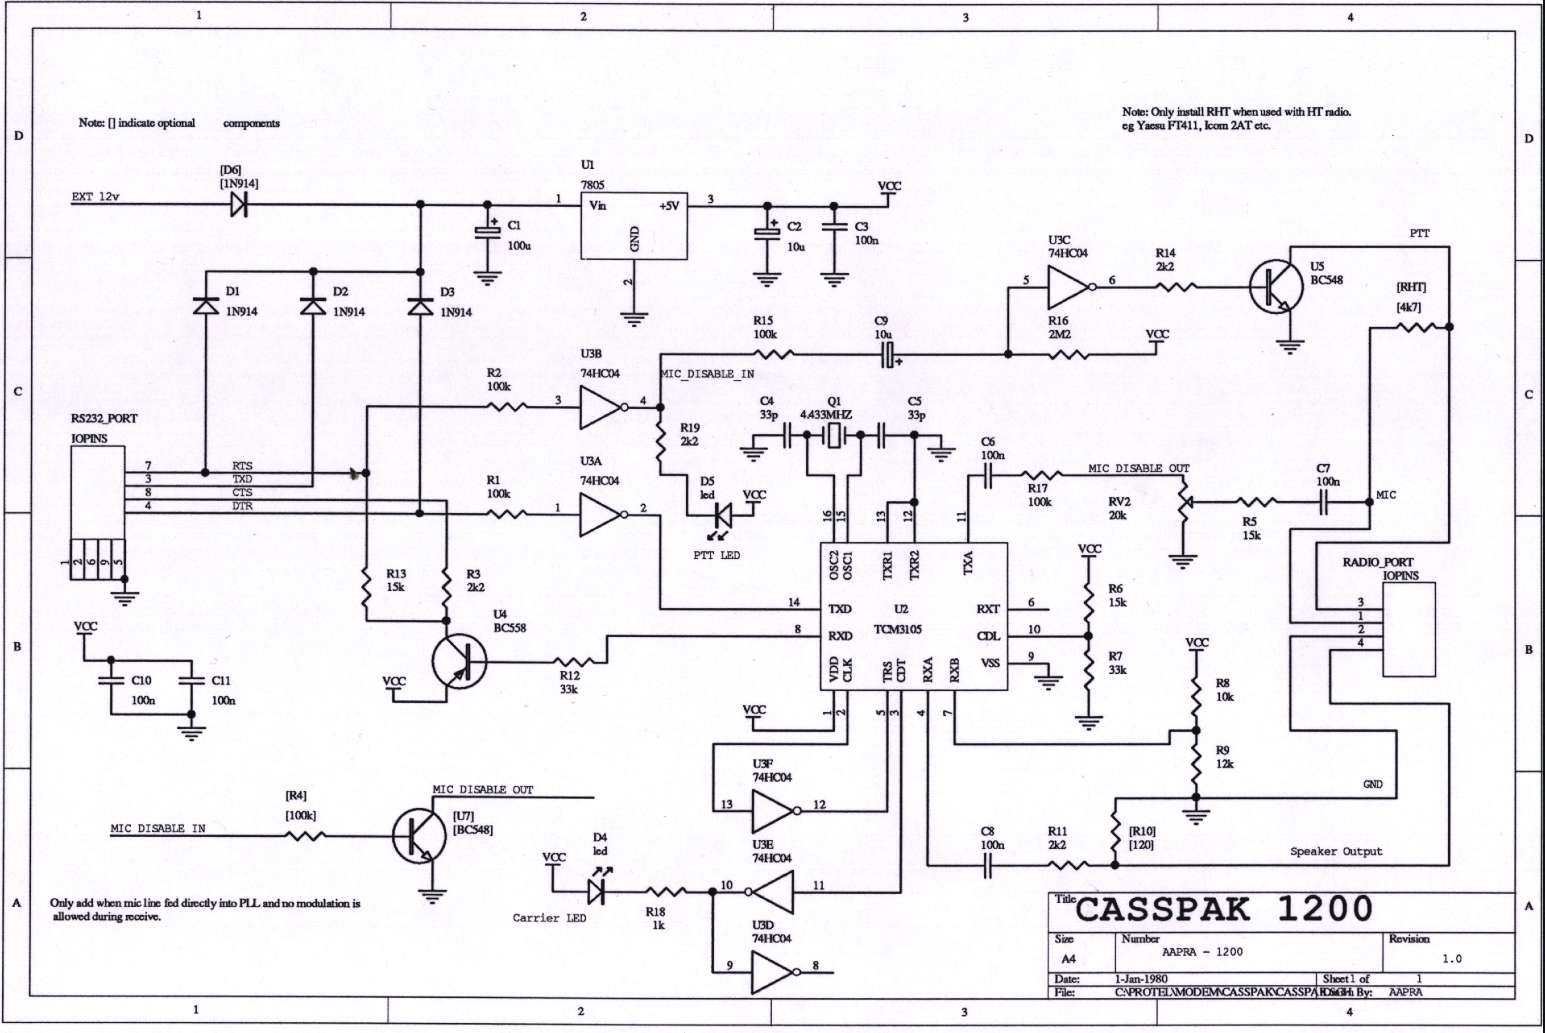 1 2 3 4
D D
Note: [] indicate optional components
Note: Only install RHT when used with HT radio.
eg Yaesu FT411, Icom 2AT etc.
EXT 12v
[D6]
[1N914]
U1
7805
1 Vin +5V 3
GND
2
VCC
C1
100u
C2
10u
C3
100n
D1
1N914
D2
1N914
D3
1N914
U3C
74HC04
5 6
R14
2k2
U5
BC548
PTT
[RHT]
[4k7]
R15
100k
C9
10u
R16
2M2
VCC
C C
U3B
74HC04
3 4
MIC_DISABLE_IN
R2
100k
R19
2k2
C4
33p
Q1
4.433MHZ
C5
33p
RS232_PORT
IOPINS
7 RTS
3 TXD
8 CTS
4 DTR
1 2 6 9 5
R1
100k
U3A
74HC04
1 2
D5
led
VCC
PTT LED
C6
100n
R17
100k
MIC DISABLE OUT
RV2
20k
R5
15k
C7
100n
MIC
16 15 13 12 11
OSC2 OSC1 TXR1 TXR2 TXA
U2
TCM3105
14 TXD
8 RXD
RXT 6
CDL 10
VSS 9
VDD CLK TRS CDT RXA RXB
1 2 5 3 4 7
VCC
R6
15k
R7
33k
RADIO_PORT
IOPINS
3
1
2
4
R13
15k
R3
2k2
U4
BC558
VCC
R12
33k
B B
VCC
C10
100n
C11
100n
VCC
VCC
R8
10k
R9
12k
GND
U3F
74HC04
13 12
U3E
74HC04
10 11
U3D
74HC04
9 8
[R4]
[100k]
MIC DISABLE IN
MIC DISABLE OUT
[U7]
[BC548]
D4
led
VCC
Carrier LED
R18
1k
C8
100n
R11
2k2
[R10]
[120]
Speaker Output
A A
Only add when mic line fed directly into PLL and no modulation is
allowed during receive.
Title
CASSPAK 1200
Size
A4
Number
AAPRA - 1200
Revision
1.0
Date: 1-Jan-1980 Sheet1 of 1
File: C:\PROTEL\MODEM\CASSPAK\CASSPAK By: AAPRA
1 2 3 4